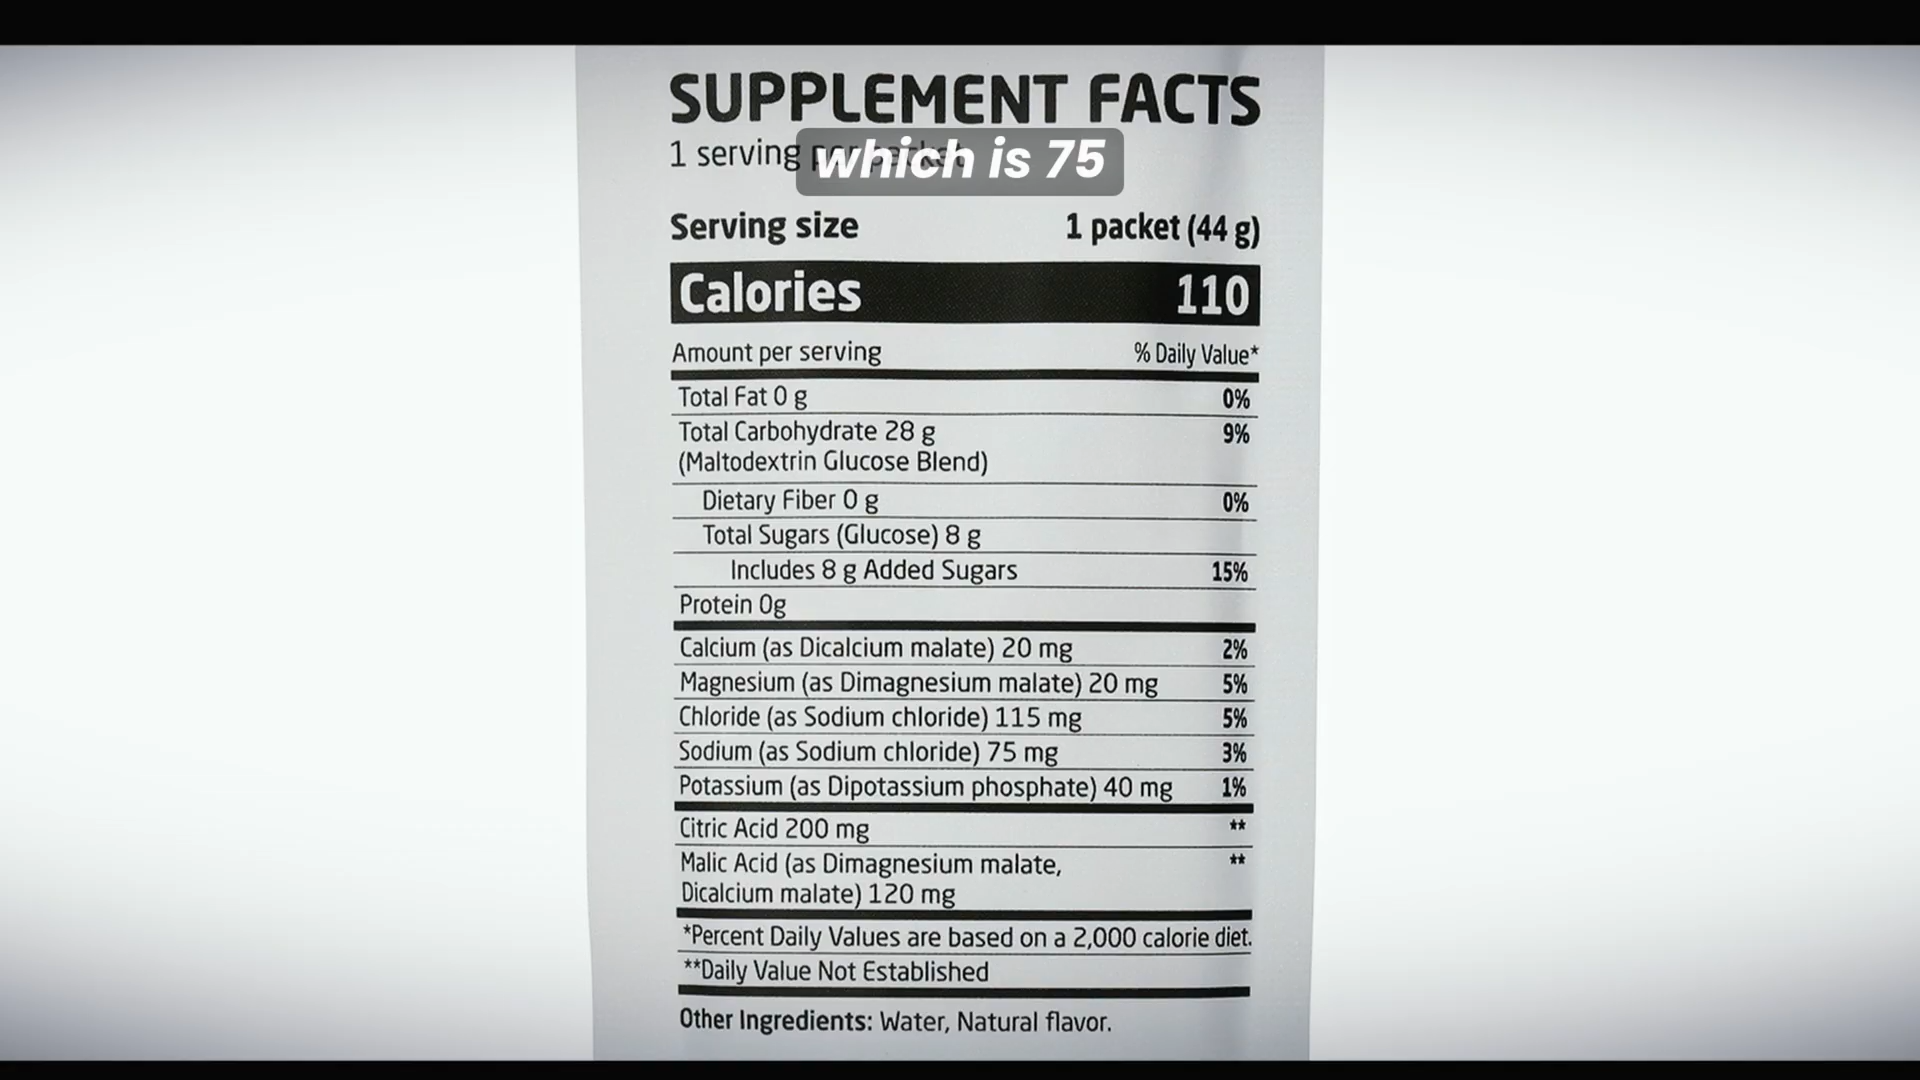 SUPPLEMENT FACTS
1 serving per packet
which is 75
Serving size 1 packet (44 g)
Calories 110
Amount per serving % Daily Value*
Total Fat 0 g 0%
Total Carbohydrate 28 g 9%
(Maltodextrin Glucose Blend)
Dietary Fiber 0 g 0%
Total Sugars (Glucose) 8 g
Includes 8 g Added Sugars 15%
Protein 0g
Calcium (as Dicalcium malate) 20 mg 2%
Magnesium (as Dimagnesium malate) 20 mg 5%
Chloride (as Sodium chloride) 115 mg 5%
Sodium (as Sodium chloride) 75 mg 3%
Potassium (as Dipotassium phosphate) 40 mg 1%
Citric Acid 200 mg **
Malic Acid (as Dimagnesium malate, **
Dicalcium malate) 120 mg
*Percent Daily Values are based on a 2,000 calorie diet.
**Daily Value Not Established
Other Ingredients: Water, Natural flavor.